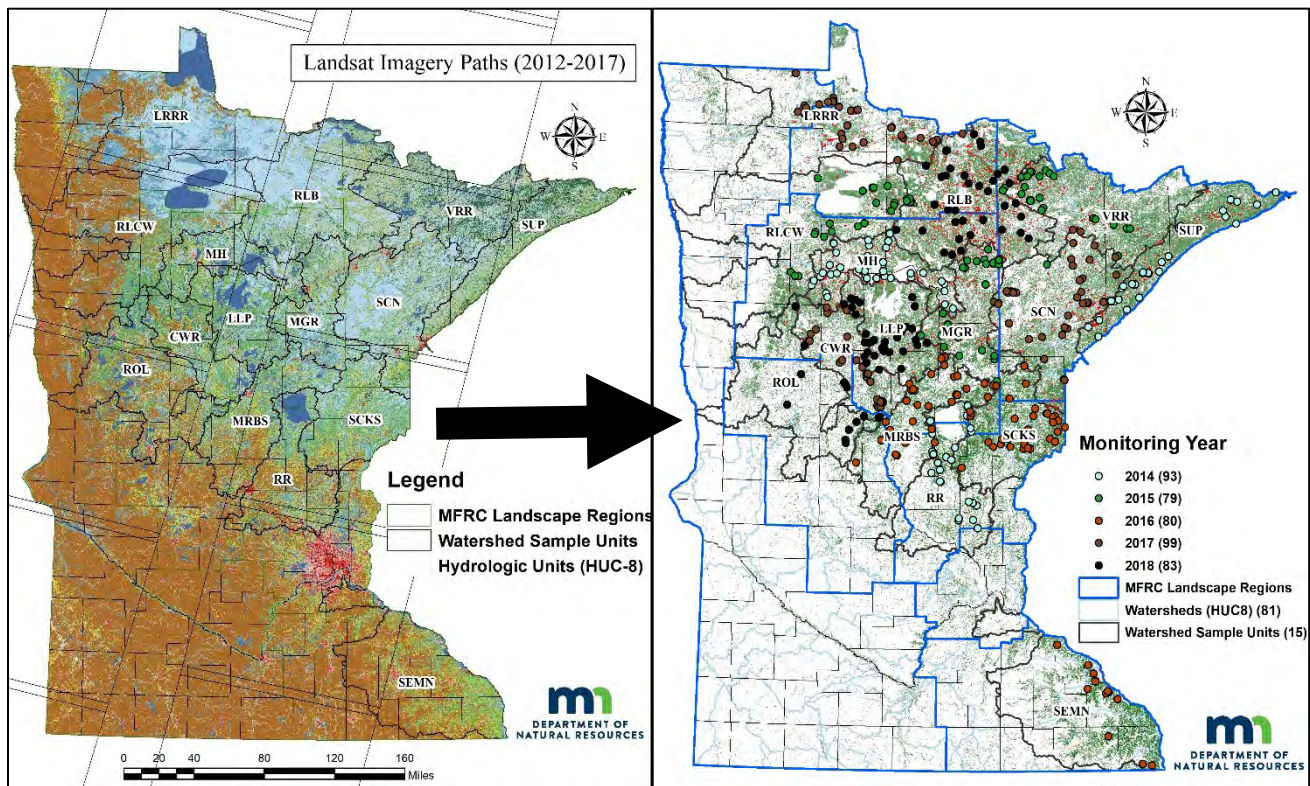 Landsat Imagery Paths (2012-2017)
N
W E
S
LRRR
RLB
VRR
SUP
RLCW
MH
SCN
LLP
MGR
CWR
ROL
MRBS
SCKS
RR
Legend
MFRC Landscape Regions
Watershed Sample Units
Hydrologic Units (HUC-8)
SEMN
DEPARTMENT OF
NATURAL RESOURCES
0 10 20 40 80 120 160
Miles
N
W E
S
LRRR
RLB
VRR
SUP
RLCW
MH
SCN
LLP
MGR
CWR
ROL
MRBS
SCKS
RR
Monitoring Year
2014 (93)
2015 (79)
2016 (80)
2017 (99)
2018 (83)
MFRC Landscape Regions
Watersheds (HUC8) (81)
Watershed Sample Units (15)
SEMN
DEPARTMENT OF
NATURAL RESOURCES